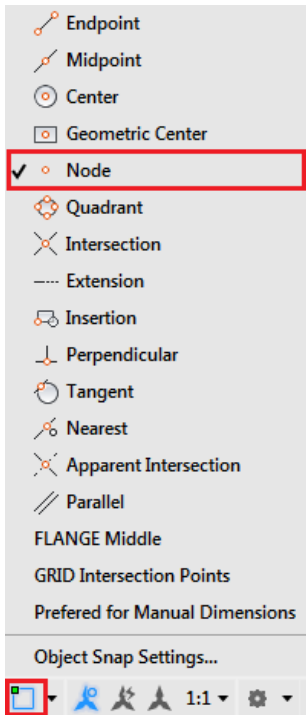 Endpoint
Midpoint
Center
Geometric Center
Node
Quadrant
Intersection
Extension
Insertion
Perpendicular
Tangent
Nearest
Apparent Intersection
Parallel
FLANGE Middle
GRID Intersection Points
Prefered for Manual Dimensions
Object Snap Settings...
1:1